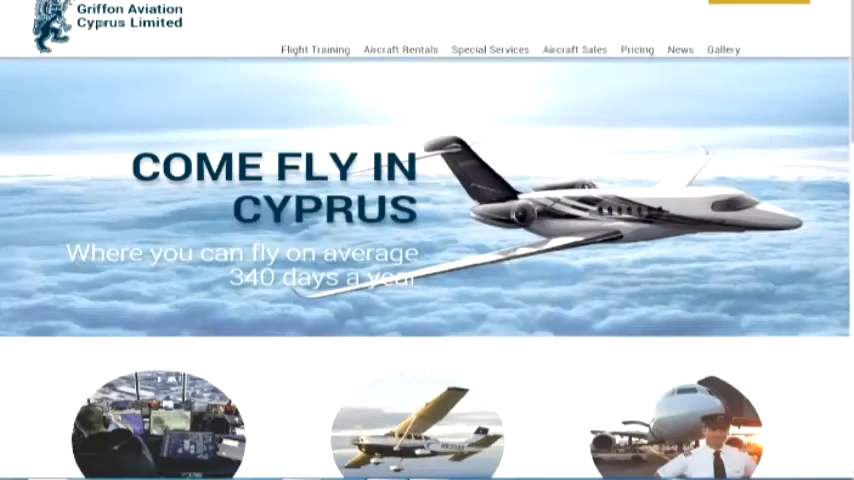 Griffon Aviation
Cyprus Limited
Flight Training Aircraft Rentals Special Services Aircraft Sales Pricing News Gallery
COME FLY IN
CYPRUS
Where you can fly on average
340 days a year